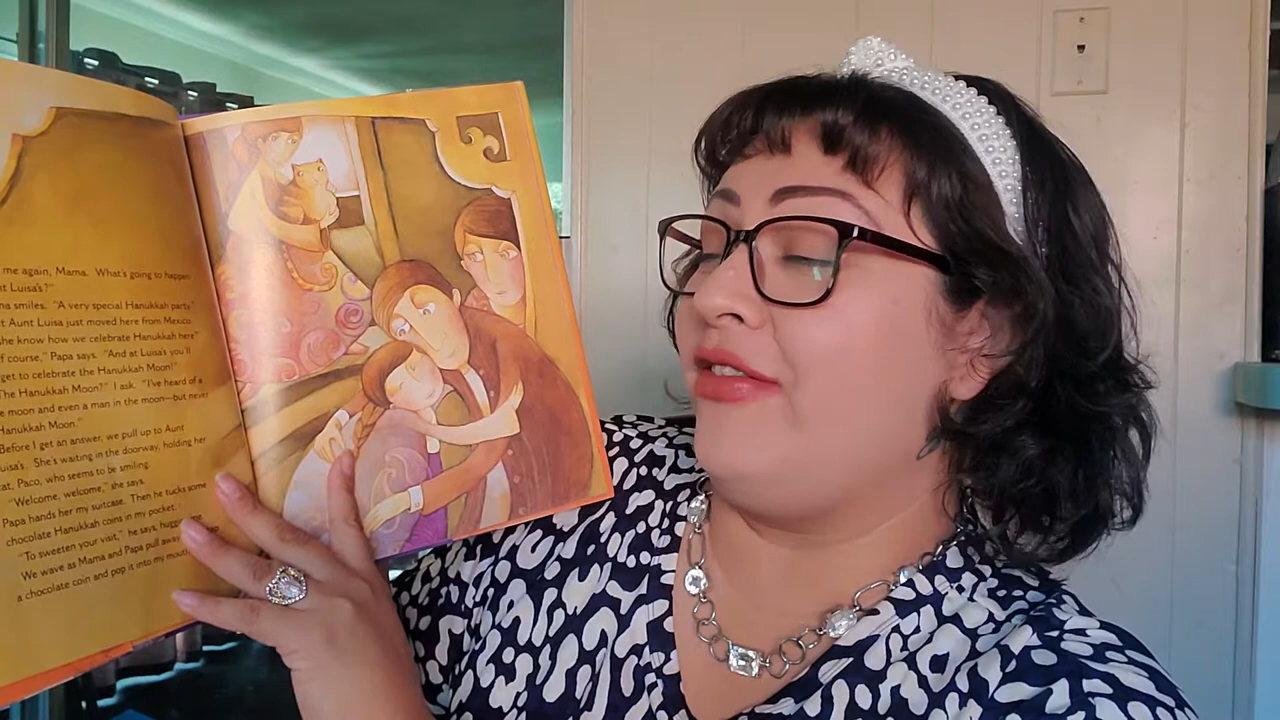 me again, Mama. What's going to happen
nt Luisa's?"
na smiles. "A very special Hanukkah party."
t Aunt Luisa just moved here from Mexico.
she know how we celebrate Hanukkah here?"
f course," Papa says. "And at Luisa's you'll
get to celebrate the Hanukkah Moon!"
The Hanukkah Moon?" I ask. "I've heard of a
e moon and even a man in the moon—but never
Hanukkah Moon."
Before I get an answer, we pull up to Aunt
uisa's. She's waiting in the doorway, holding her
cat, Paco, who seems to be smiling.
"Welcome, welcome," she says.
Papa hands her my suitcase. Then he tucks some
chocolate Hanukkah coins in my pocket.
"To sweeten your visit," he says, hugg me.
We wave as Mama and Papa pull away
a chocolate coin and pop it into my mou